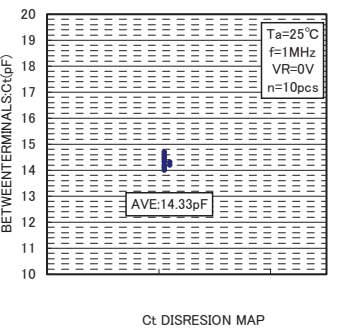 20
19
18
17
16
15
14
13
12
11
10
BETWEENTERMINALS:Ct(pF)
Ta=25℃
f=1MHz
VR=0V
n=10pcs
AVE:14.33pF
Ct DISRESION MAP